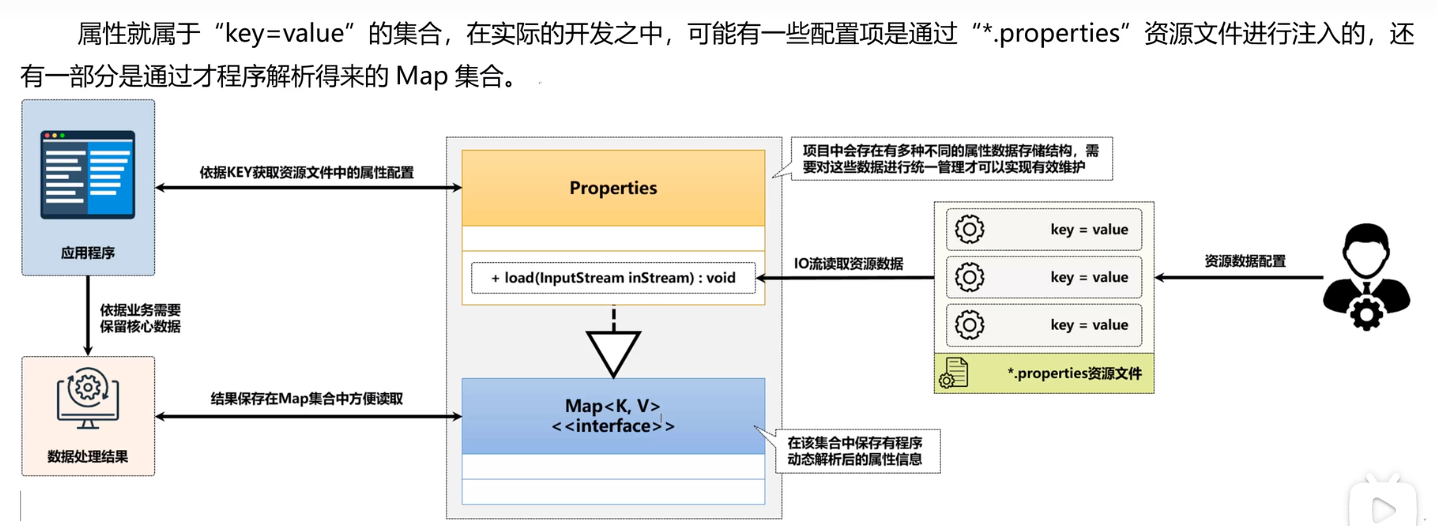 属性就属于“key=value”的集合，在实际的开发之中，可能有一些配置项是通过“*.properties”资源文件进行注入的，还
有一部分是通过才程序解析得来的 Map 集合。
应用程序
依据KEY获取资源文件中的属性配置
Properties
+ load(InputStream inStream) : void
项目中会存在有多种不同的属性数据存储结构，需
要对这些数据进行统一管理才可以实现有效维护
IO流读取资源数据
key = value
key = value
key = value
*.properties资源文件
资源数据配置
依据业务需要
保留核心数据
数据处理结果
结果保存在Map集合中方便读取
Map<K, V>
<<interface>>
在该集合中保存有程序
动态解析后的属性信息